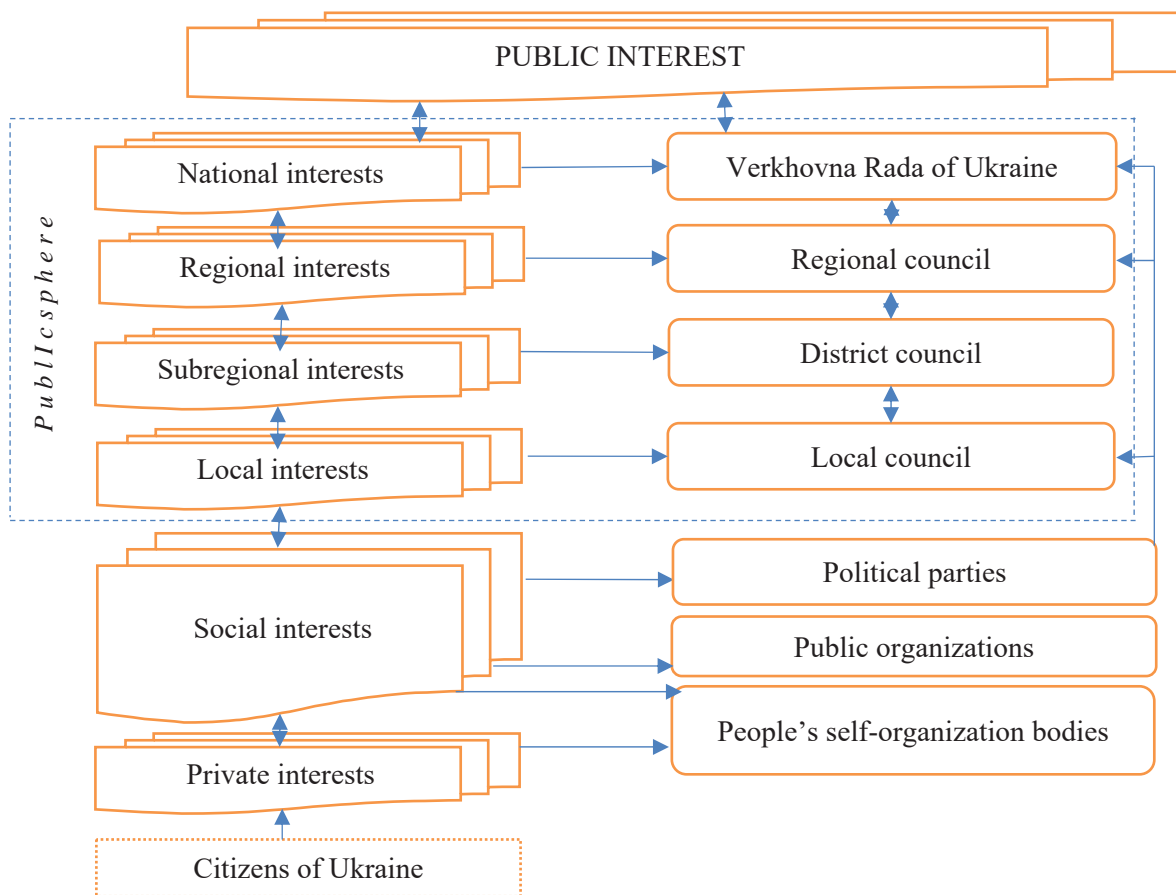 PUBLIC INTEREST
PublIcsphere
National interests
Verkhovna Rada of Ukraine
Regional interests
Regional council
Subregional interests
District council
Local interests
Local council
Social interests
Political parties
Public organizations
People’s self-organization bodies
Private interests
Citizens of Ukraine